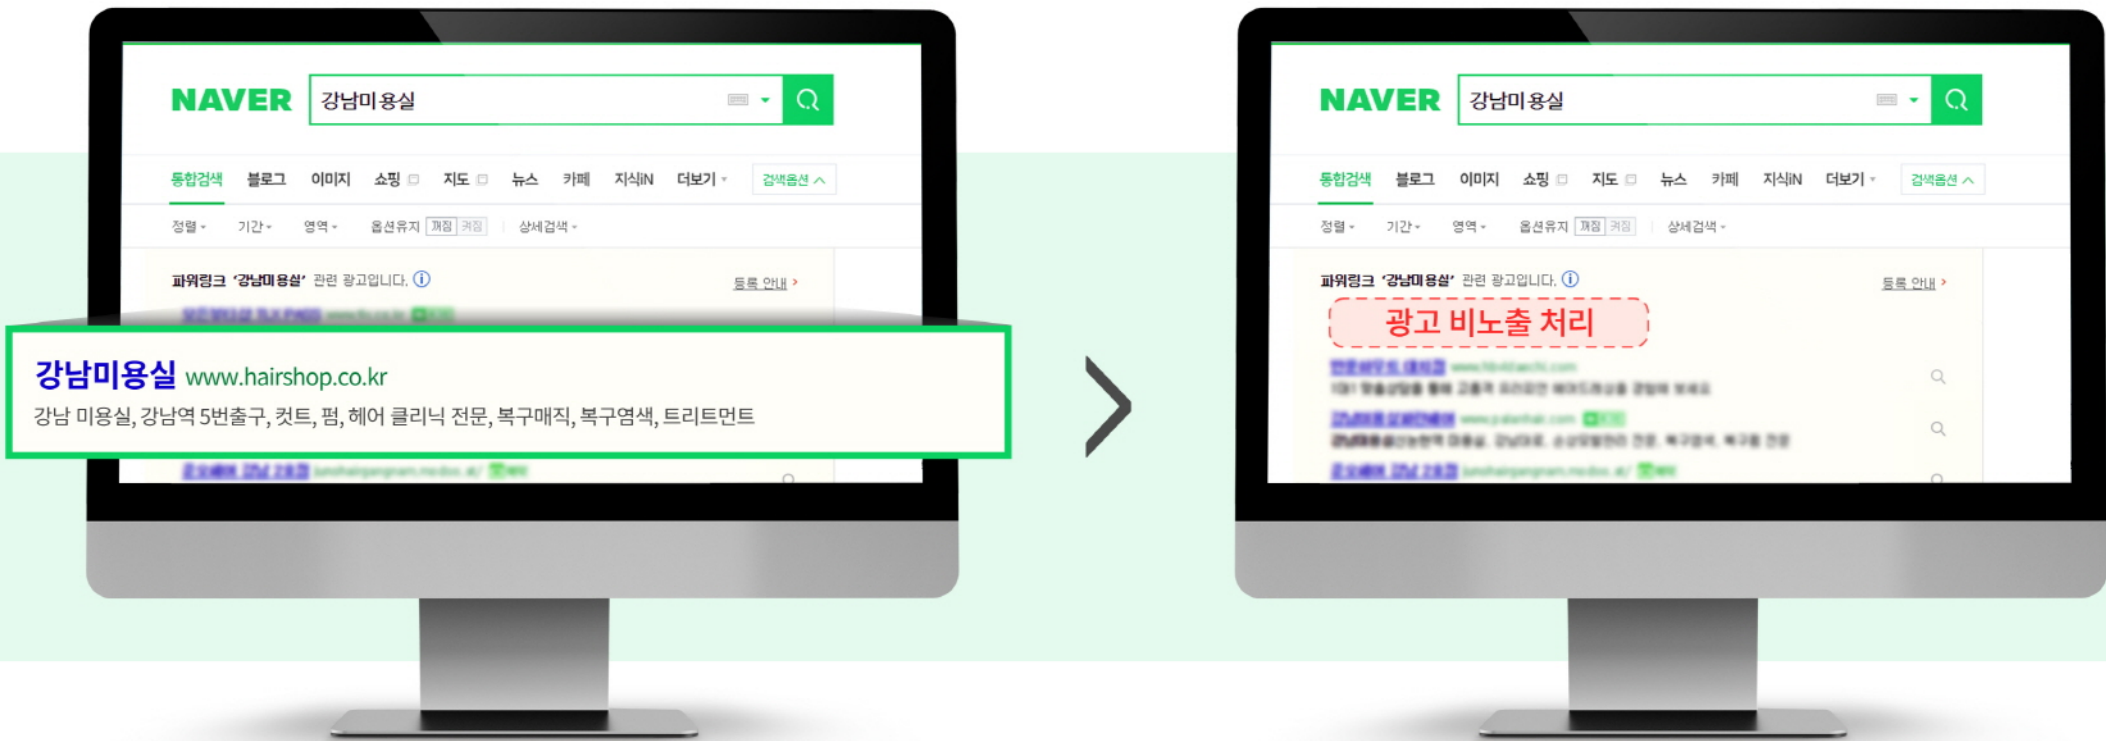 NAVER 강남미용실
통합검색 블로그 이미지 쇼핑 지도 뉴스 카페 지식iN 더보기 검색옵션
정렬 기간 영역 옵션유지 꺼짐 켜짐 상세검색
파워링크 '강남미용실' 관련 광고입니다. 등록 안내
강남미용실 www.hairshop.co.kr
강남 미용실, 강남역 5번출구, 컷트, 펌, 헤어 클리닉 전문, 복구매직, 복구염색, 트리트먼트
NAVER 강남미용실
통합검색 블로그 이미지 쇼핑 지도 뉴스 카페 지식iN 더보기 검색옵션
정렬 기간 영역 옵션유지 꺼짐 켜짐 상세검색
파워링크 '강남미용실' 관련 광고입니다. 등록 안내
광고 비노출 처리